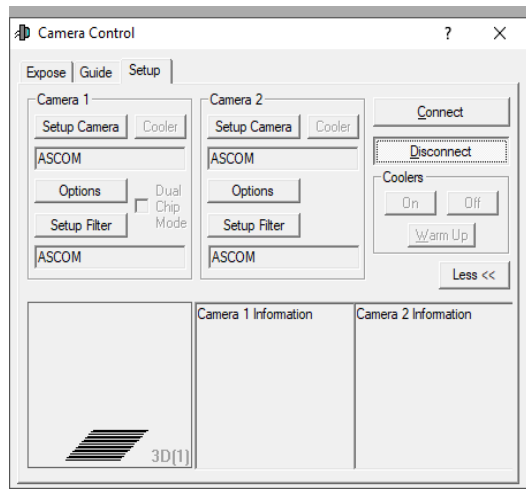 Camera Control
?
Expose
Guide
Setup
Camera 1
Setup Camera
Cooler
ASCOM
Options
Dual
Chip
Mode
Setup Filter
ASCOM
Camera 2
Setup Camera
Cooler
ASCOM
Options
Setup Filter
ASCOM
Connect
Disconnect
Coolers
On
Off
Warm Up
Less <<
3D(1)
Camera 1 Information
Camera 2 Information